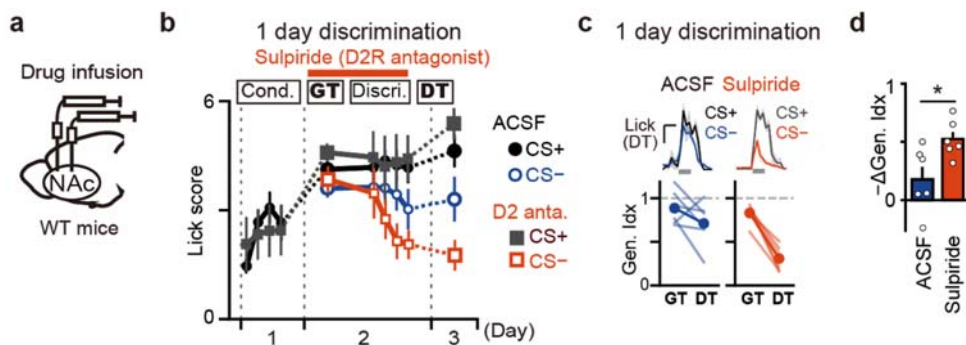 a
Drug infusion
NAc
WT mice
b
1 day discrimination
Sulpiride (D2R antagonist)
Cond.
GT
Discri.
DT
6
Lick score
0
1
2
3
(Day)
ACSF
CS+
CS−
D2 anta.
CS+
CS−
c
1 day discrimination
ACSF
Sulpiride
Lick
(DT)
CS+
CS−
CS+
CS−
1
Gen. Idx
0
GT DT
GT DT
d
1
−ΔGen. Idx
0
*
ACSF
Sulpiride